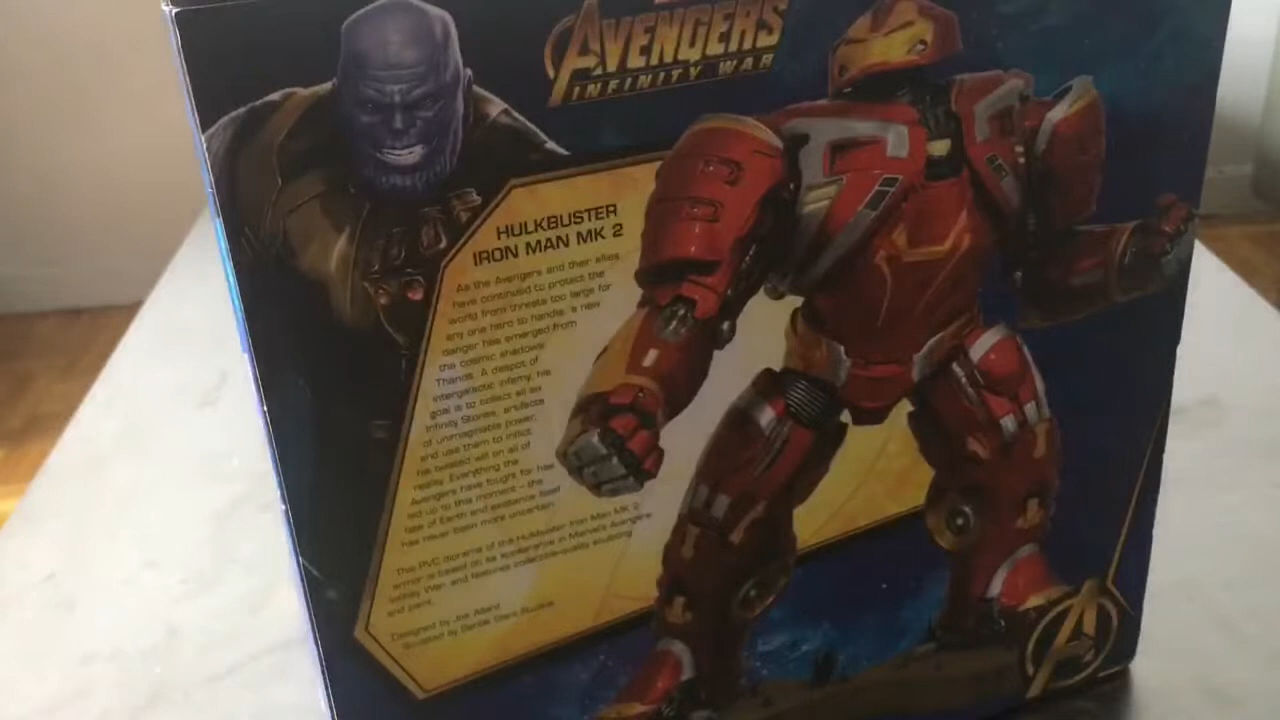 AVENGERS
INFINITY WAR
HULKBUSTER
IRON MAN MK 2
As the Avengers and their allies
have continued to protect the
world from threats too large for
any one hero to handle, a new
danger has emerged from
the cosmic shadows:
Thanos. A despot of
intergalactic infamy, his
goal is to collect all six
Infinity Stones, artifacts
of unimaginable power,
and use them to inflict
his twisted will on all of
reality. Everything the
Avengers have fought for has
led up to this moment – the
fate of Earth and existence itself
has never been more uncertain.
This PVC diorama of the Hulkbuster Iron Man MK 2
armor is based on its appearance in Marvel's Avengers:
Infinity War and features collectible-quality sculpting
and paint.
Designed by Joe Allard
Sculpted by Gentle Giant Studios